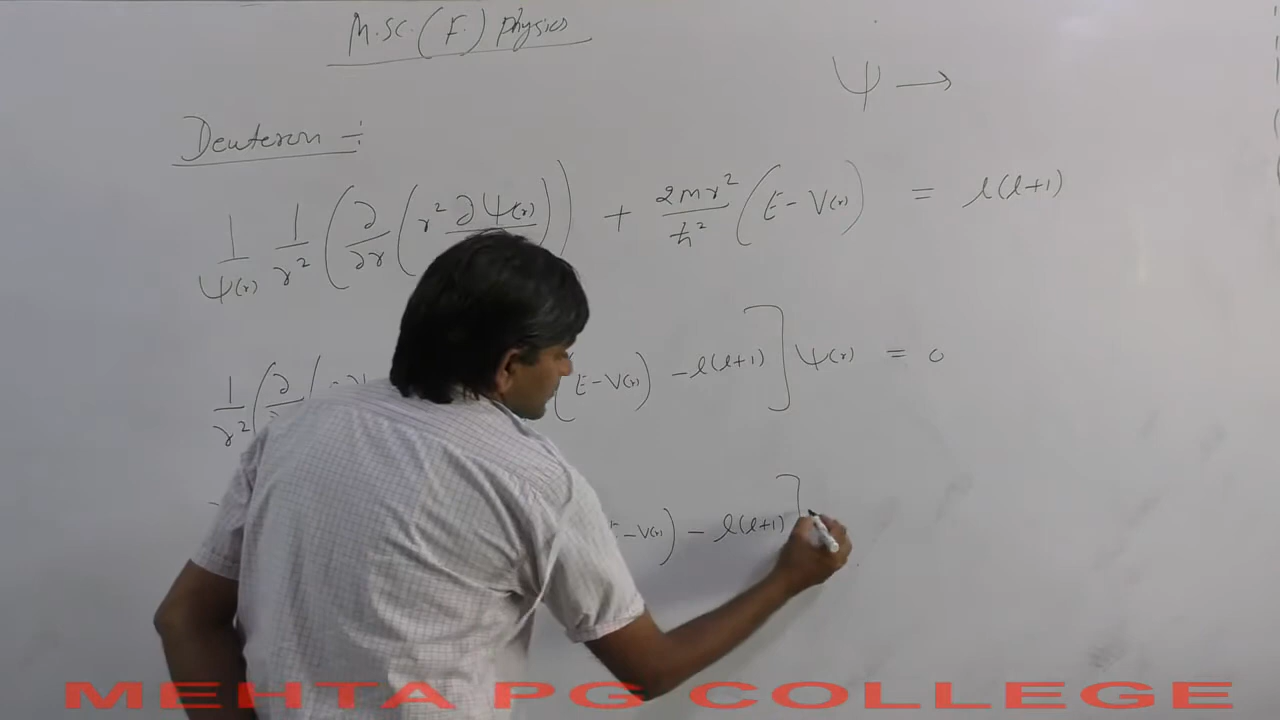 M.Sc. (F.) Physics
ψ →
Deuteron ÷
1/ψ(r) 1/r² (∂/∂r (r² ∂ψ(r) )) + 2mr²/ħ² (E - V(r)) = l(l+1)
1/r² (∂/ ( E - V(r)) - l(l+1) ] ψ(r) = 0
E - V(r)) - l(l+1) ]
MEHTA PG COLLEGE